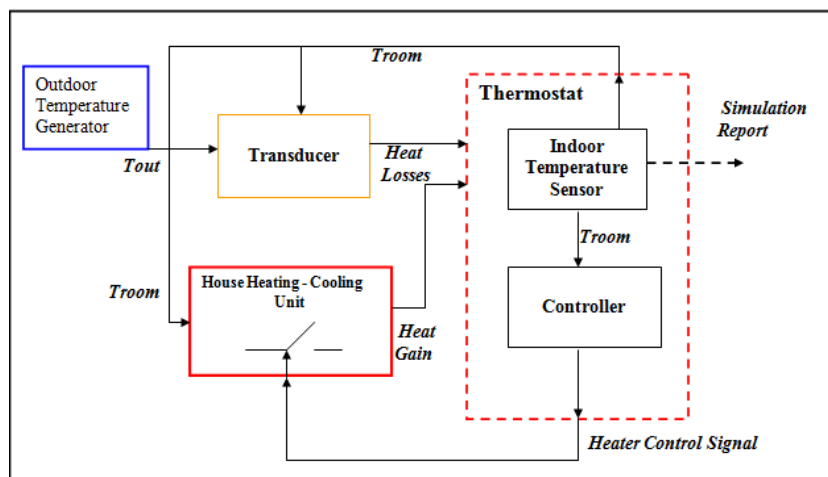 Troom
Outdoor
Temperature
Generator
Thermostat
Simulation
Report
Transducer
Heat
Losses
Indoor
Temperature
Sensor
Tout
Troom
Troom
House Heating - Cooling
Unit
Controller
Heat
Gain
Heater Control Signal